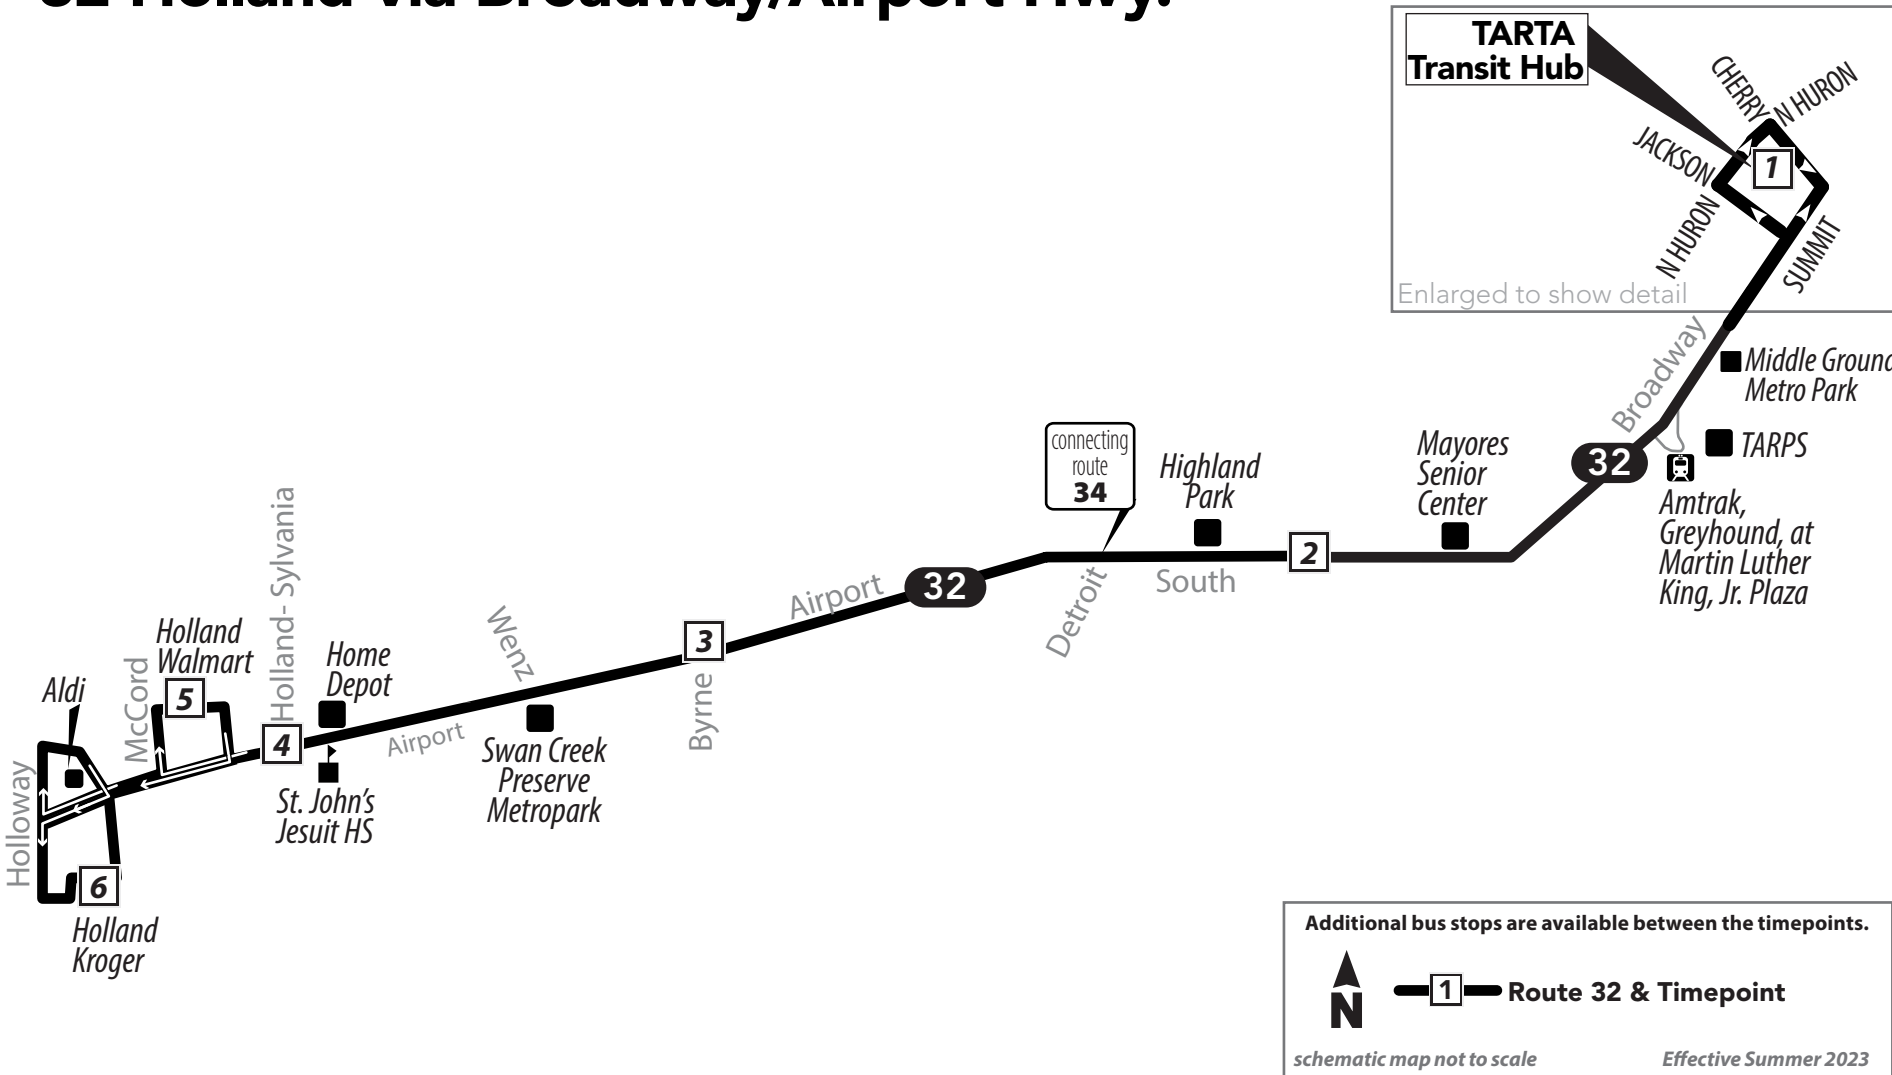 32 Holland via Broadway/Airport Hwy.
TARTA
Transit Hub
CHERRY
N HURON
JACKSON
1
N HURON
SUMMIT
Enlarged to show detail
Broadway
Middle Ground
Metro Park
TARPS
32
Amtrak,
Greyhound, at
Martin Luther
King, Jr. Plaza
Mayores
Senior
Center
2
Highland
Park
South
connecting
route
34
Detroit
32
Airport
3
Byrne
Wenz
Swan Creek
Preserve
Metropark
Airport
Home
Depot
St. John's
Jesuit HS
Holland- Sylvania
4
Holland
Walmart
5
McCord
Aldi
Holloway
6
Holland
Kroger
Additional bus stops are available between the timepoints.
N
1
Route 32 & Timepoint
schematic map not to scale
Effective Summer 2023